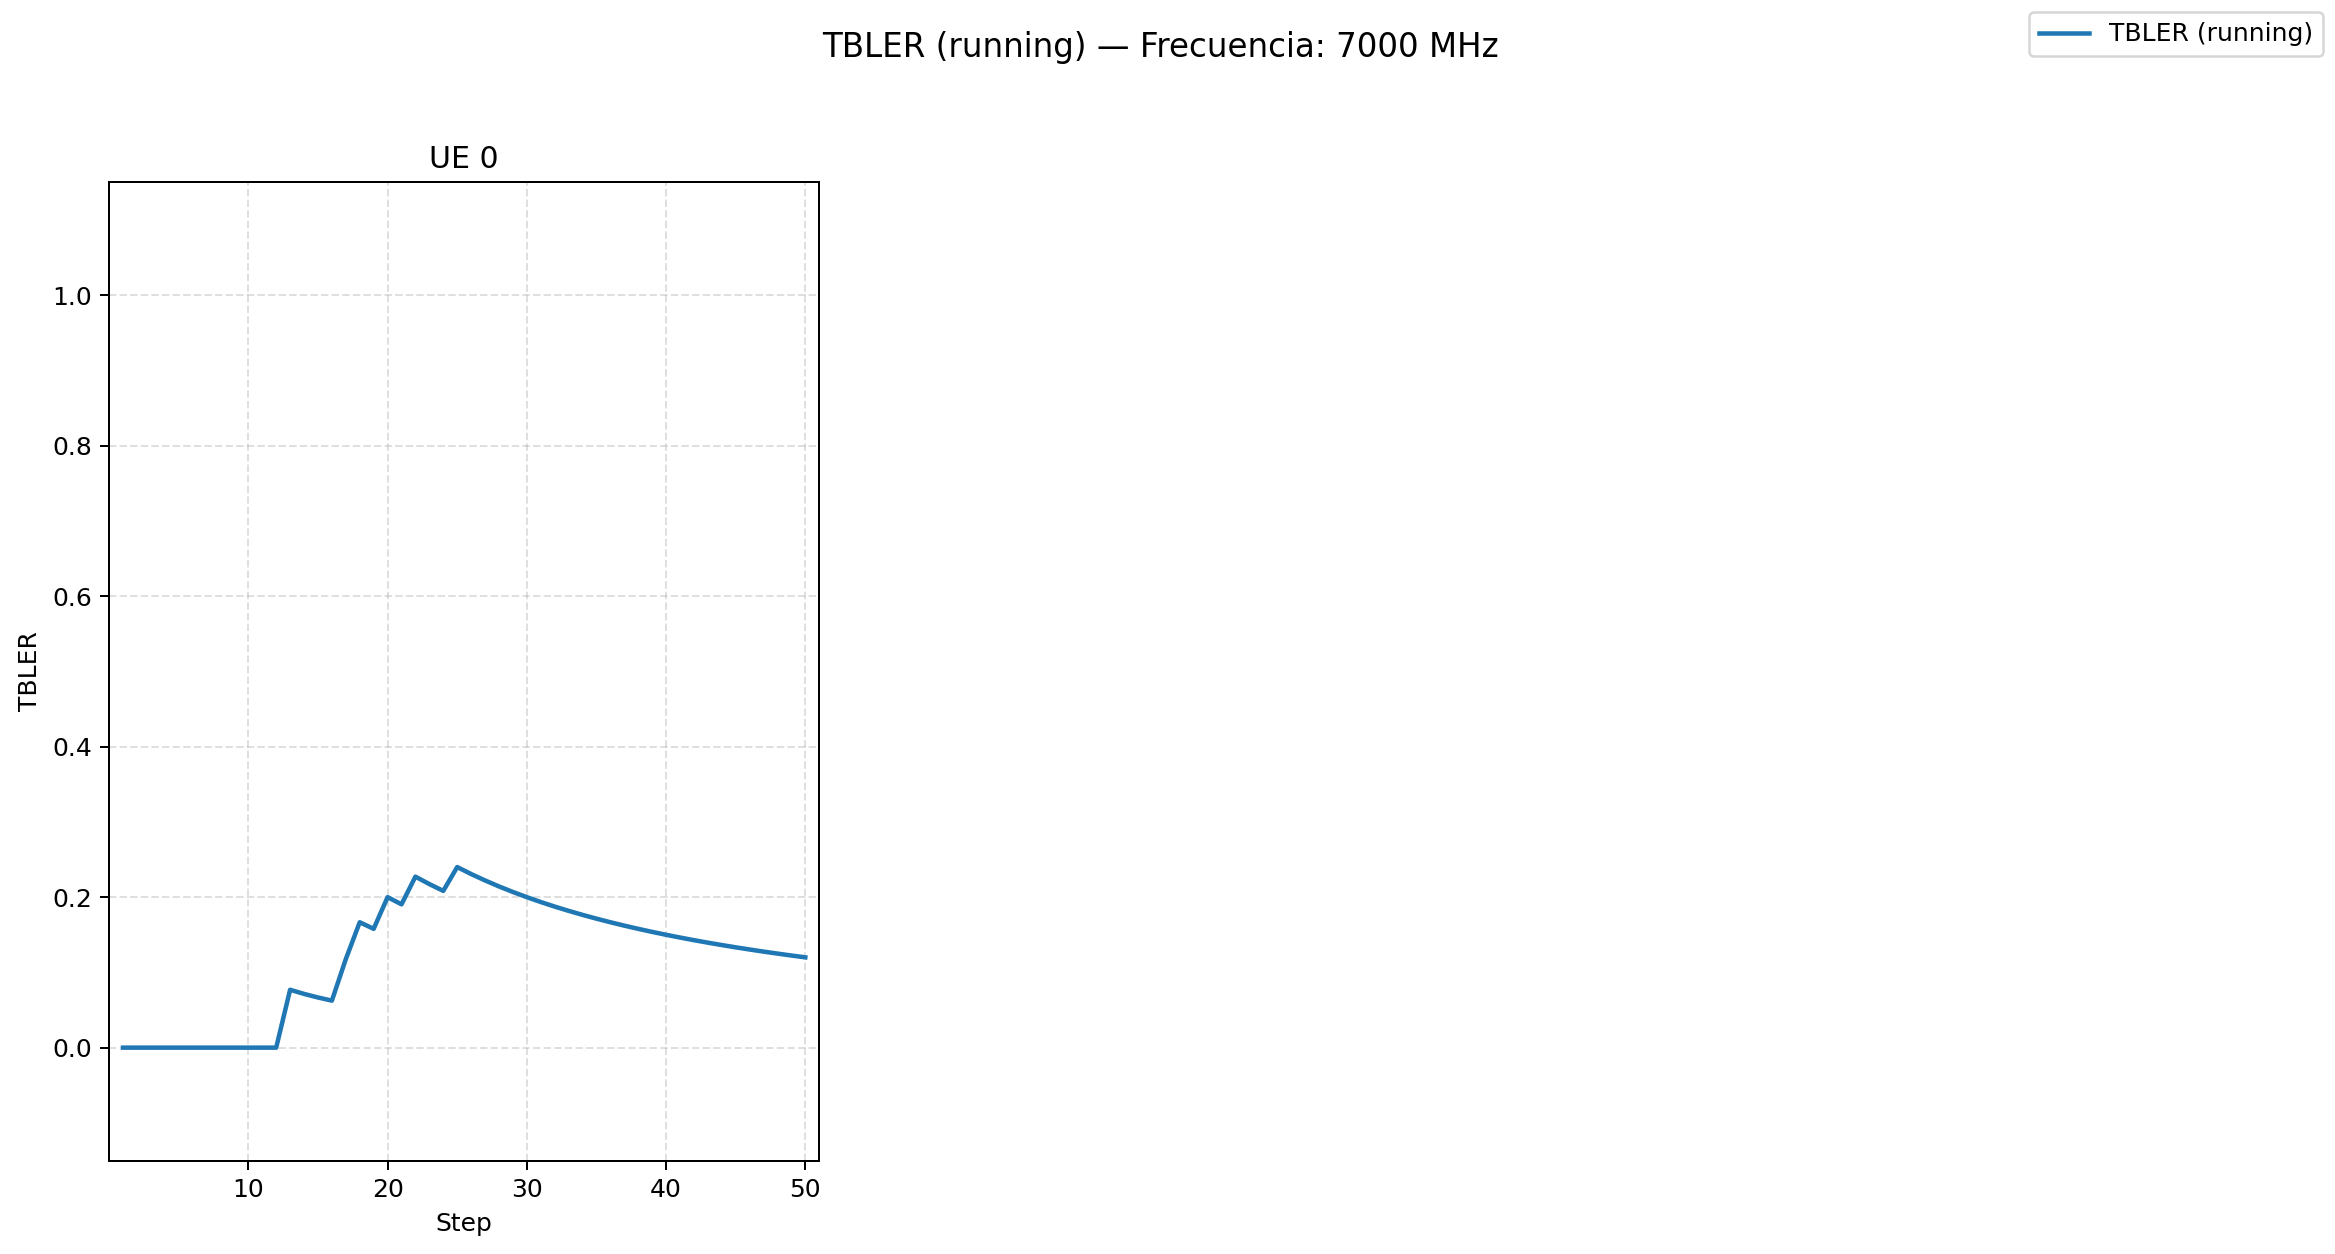 TBLER (running) — Frecuencia: 7000 MHz
TBLER (running)
UE 0
TBLER
1.0
0.8
0.6
0.4
0.2
0.0
10 20 30 40 50
Step